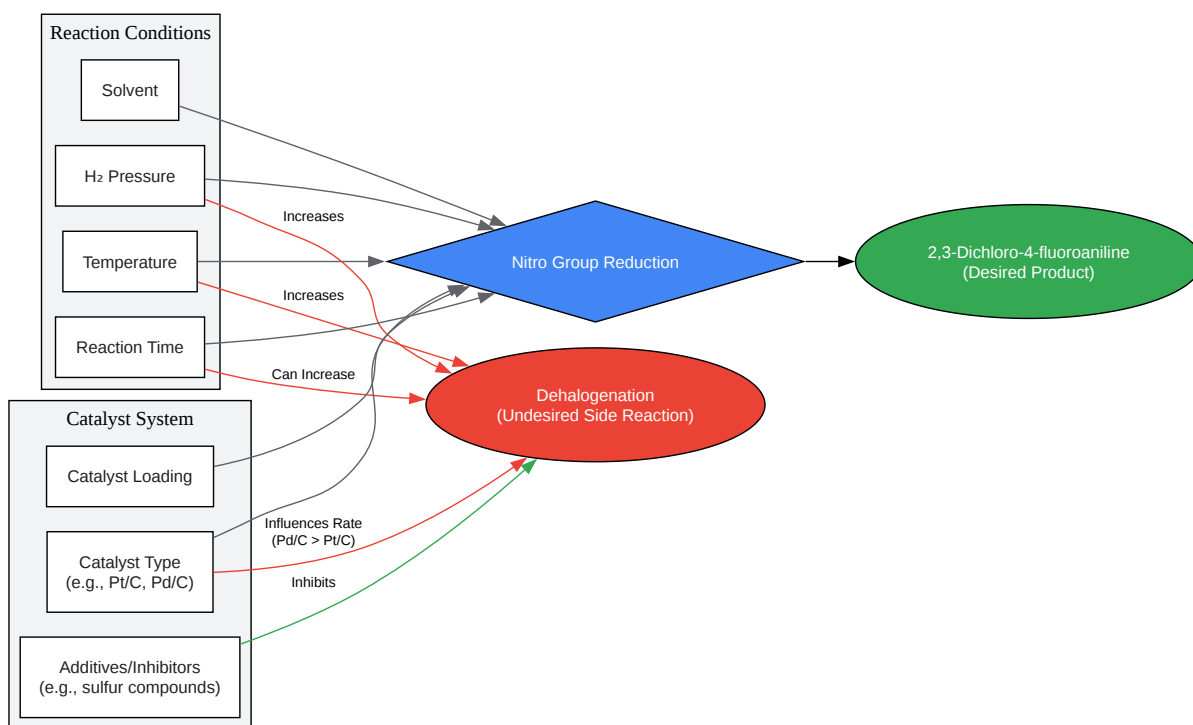 Reaction Conditions
Solvent
H₂ Pressure
Temperature
Reaction Time
Increases
Increases
Can Increase
Nitro Group Reduction
2,3-Dichloro-4-fluoroaniline
(Desired Product)
Dehalogenation
(Undesired Side Reaction)
Catalyst System
Catalyst Loading
Catalyst Type
(e.g., Pt/C, Pd/C)
Additives/Inhibitors
(e.g., sulfur compounds)
Influences Rate
(Pd/C > Pt/C)
Inhibits